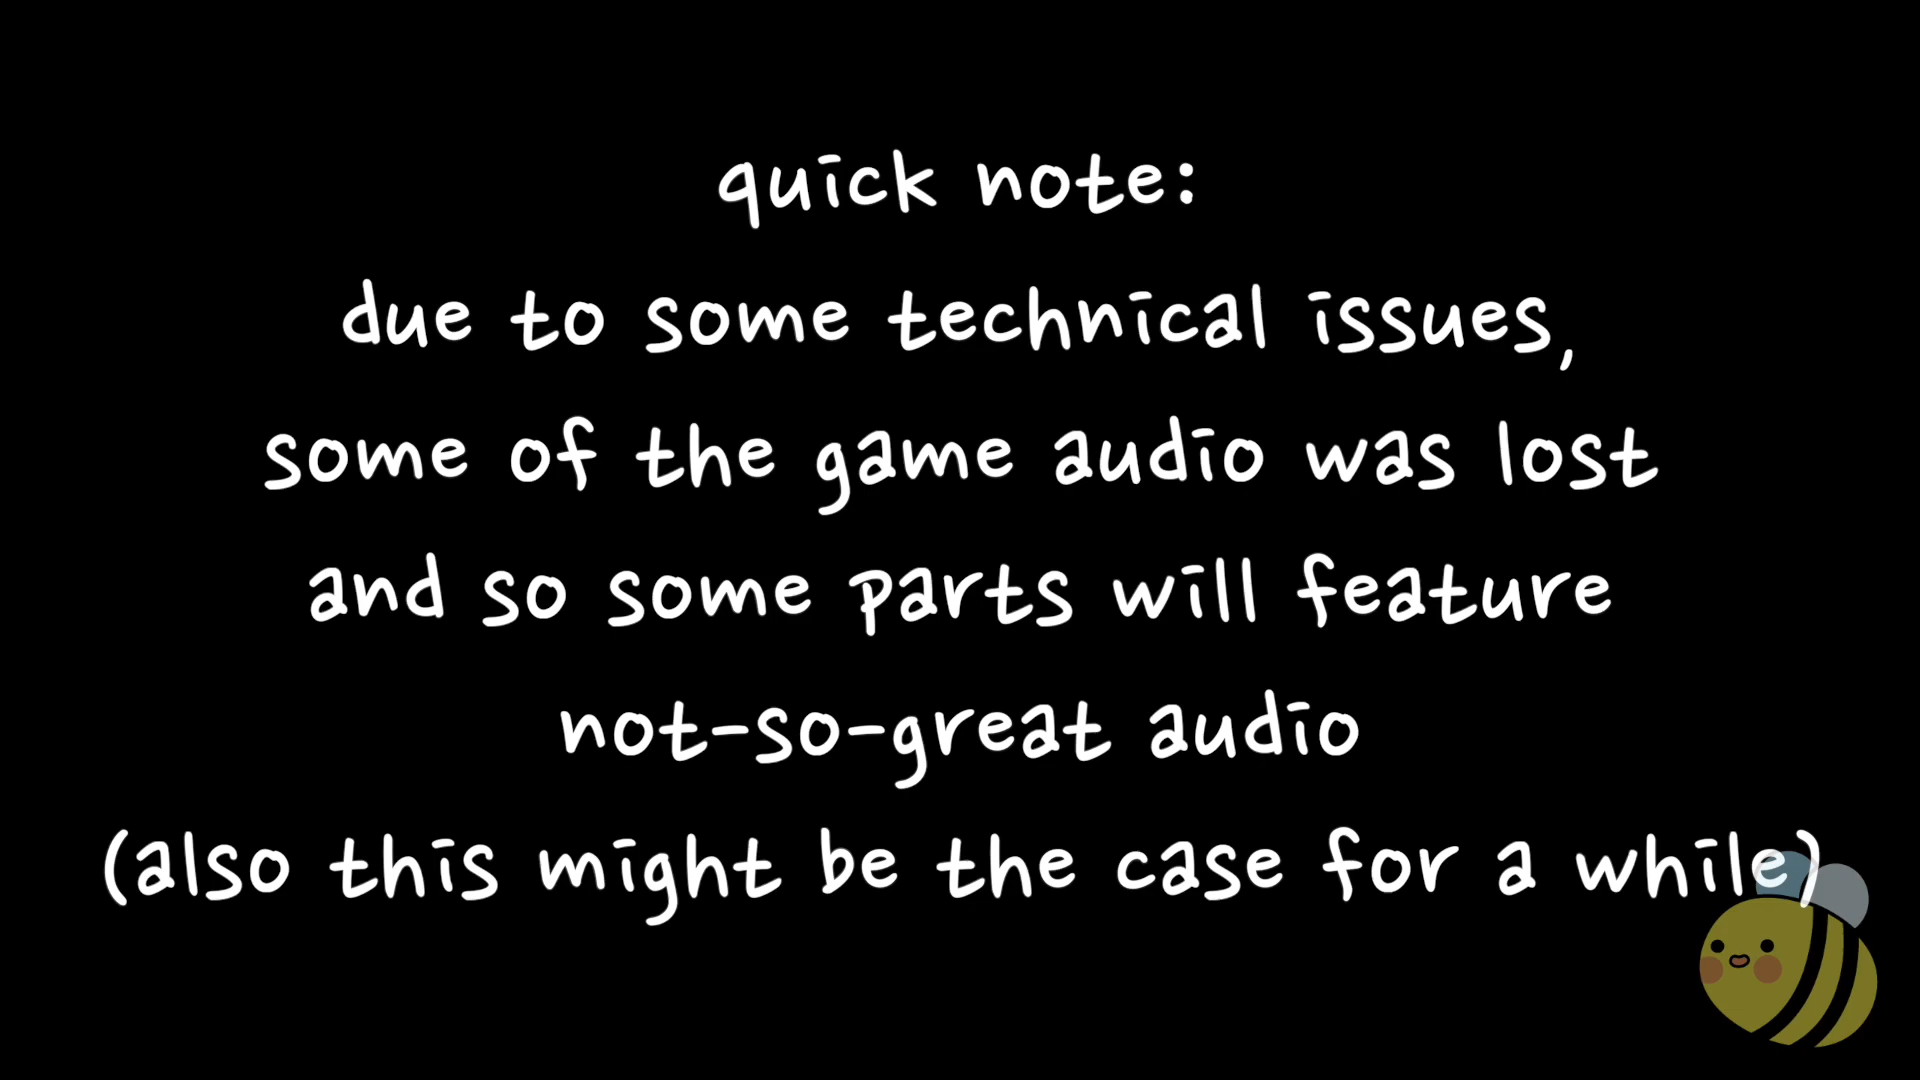 quick note:
due to some technical issues,
some of the game audio was lost
and so some parts will feature
not-so-great audio
(also this might be the case for a while)